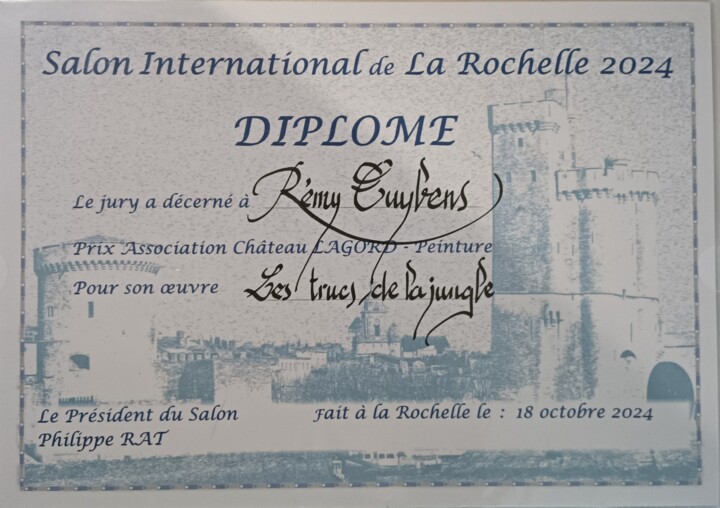 Salon International de La Rochelle 2024
DIPLOME
Le jury a décerné à Rémy Cuybens
Prix Association Château LAGORD - Peinture
Pour son œuvre Les trucs de la jungle
Le Président du Salon
Philippe RAT
Fait à la Rochelle le : 18 octobre 2024